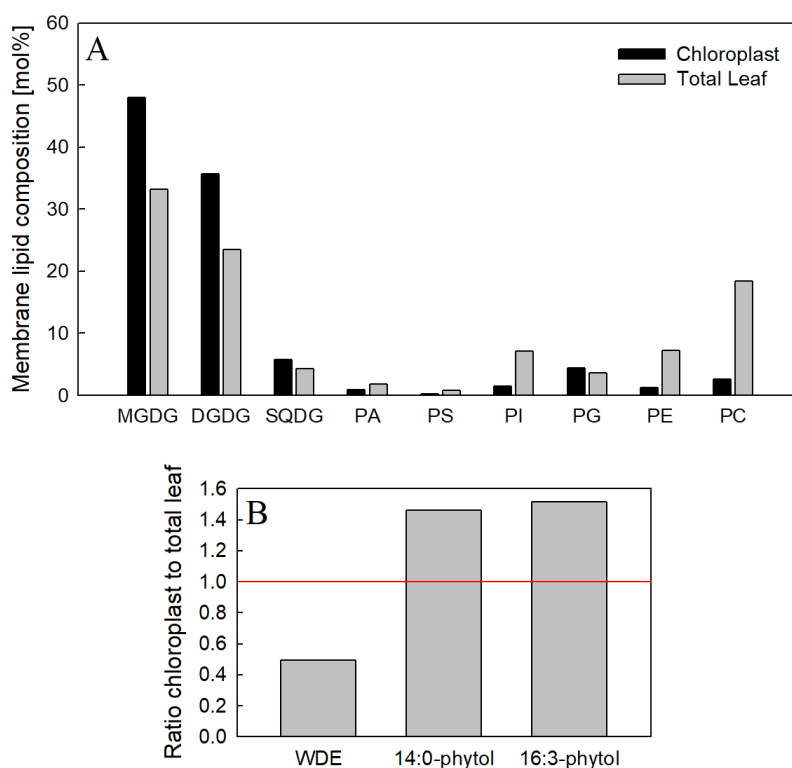 A
Chloroplast
Total Leaf
Membrane lipid composition [mol%]
60
50
40
30
20
10
0
MGDG DGDG SQDG PA PS PI PG PE PC
B
Ratio chloroplast to total leaf
1.6
1.4
1.2
1.0
0.8
0.6
0.4
0.2
0.0
WDE 14:0-phytol 16:3-phytol